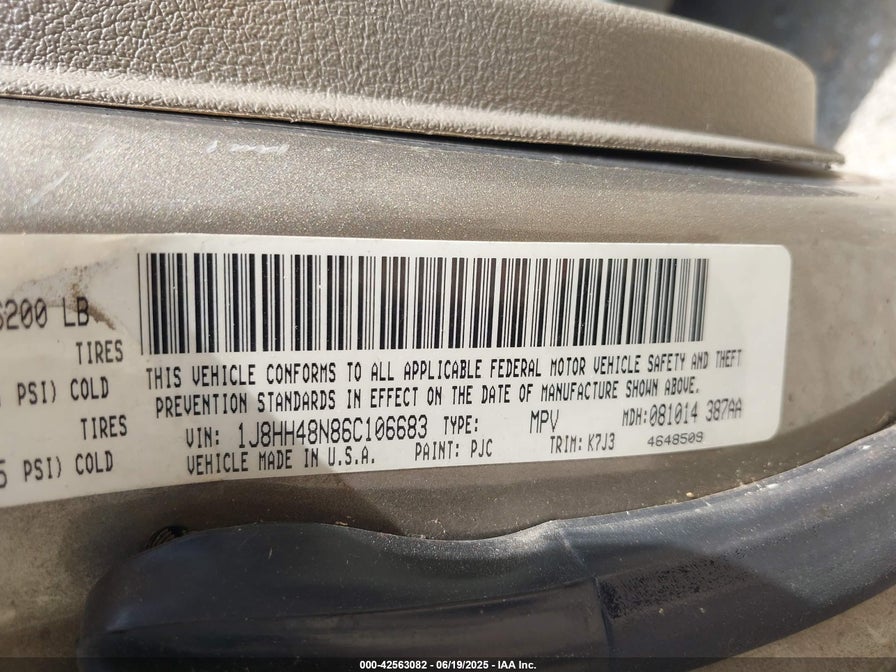 6200 LB
TIRES
PSI) COLD
TIRES
5 PSI) COLD
THIS VEHICLE CONFORMS TO ALL APPLICABLE FEDERAL MOTOR VEHICLE SAFETY AND THEFT
PREVENTION STANDARDS IN EFFECT ON THE DATE OF MANUFACTURE SHOWN ABOVE.
VIN: 1J8HH48N86C106683 TYPE: MPV MDH:081014 387AA
VEHICLE MADE IN U.S.A. PAINT: PJC TRIM: K7J3 4648509
000-42563082 - 06/19/2025 - IAA Inc.